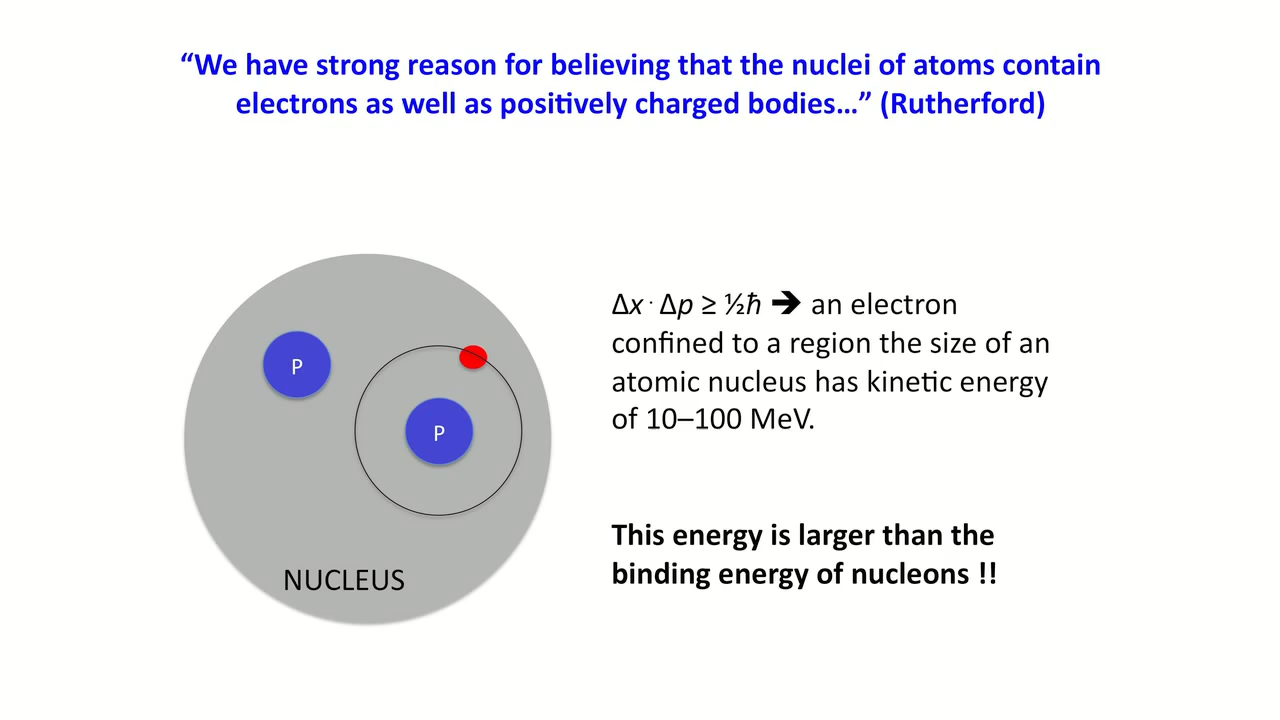 “We have strong reason for believing that the nuclei of atoms contain
electrons as well as positively charged bodies…” (Rutherford)
P
P
NUCLEUS
Δx · Δp ≥ ½ħ ➔ an electron
confined to a region the size of an
atomic nucleus has kinetic energy
of 10–100 MeV.
This energy is larger than the
binding energy of nucleons !!